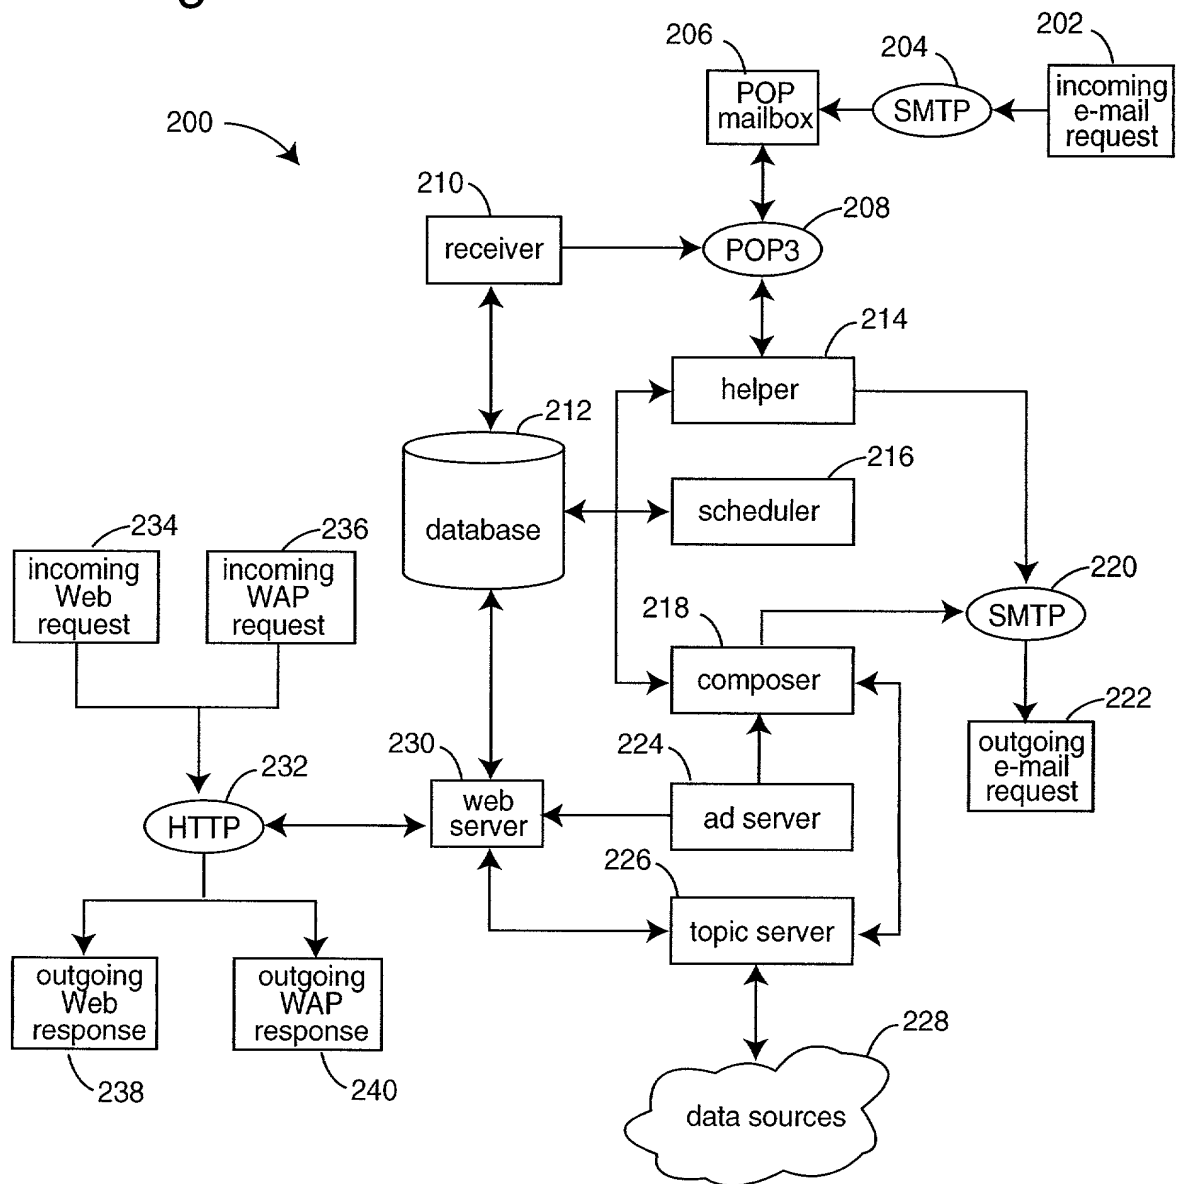 202
206
204
incoming
e-mail
request
POP
mailbox
SMTP
200
210
208
receiver
POP3
214
helper
212
216
scheduler
database
234
236
220
incoming
Web
request
incoming
WAP
request
218
SMTP
composer
222
230
224
outgoing
e-mail
request
232
web
server
ad server
HTTP
226
topic server
outgoing
Web
response
outgoing
WAP
response
228
238
240
data sources